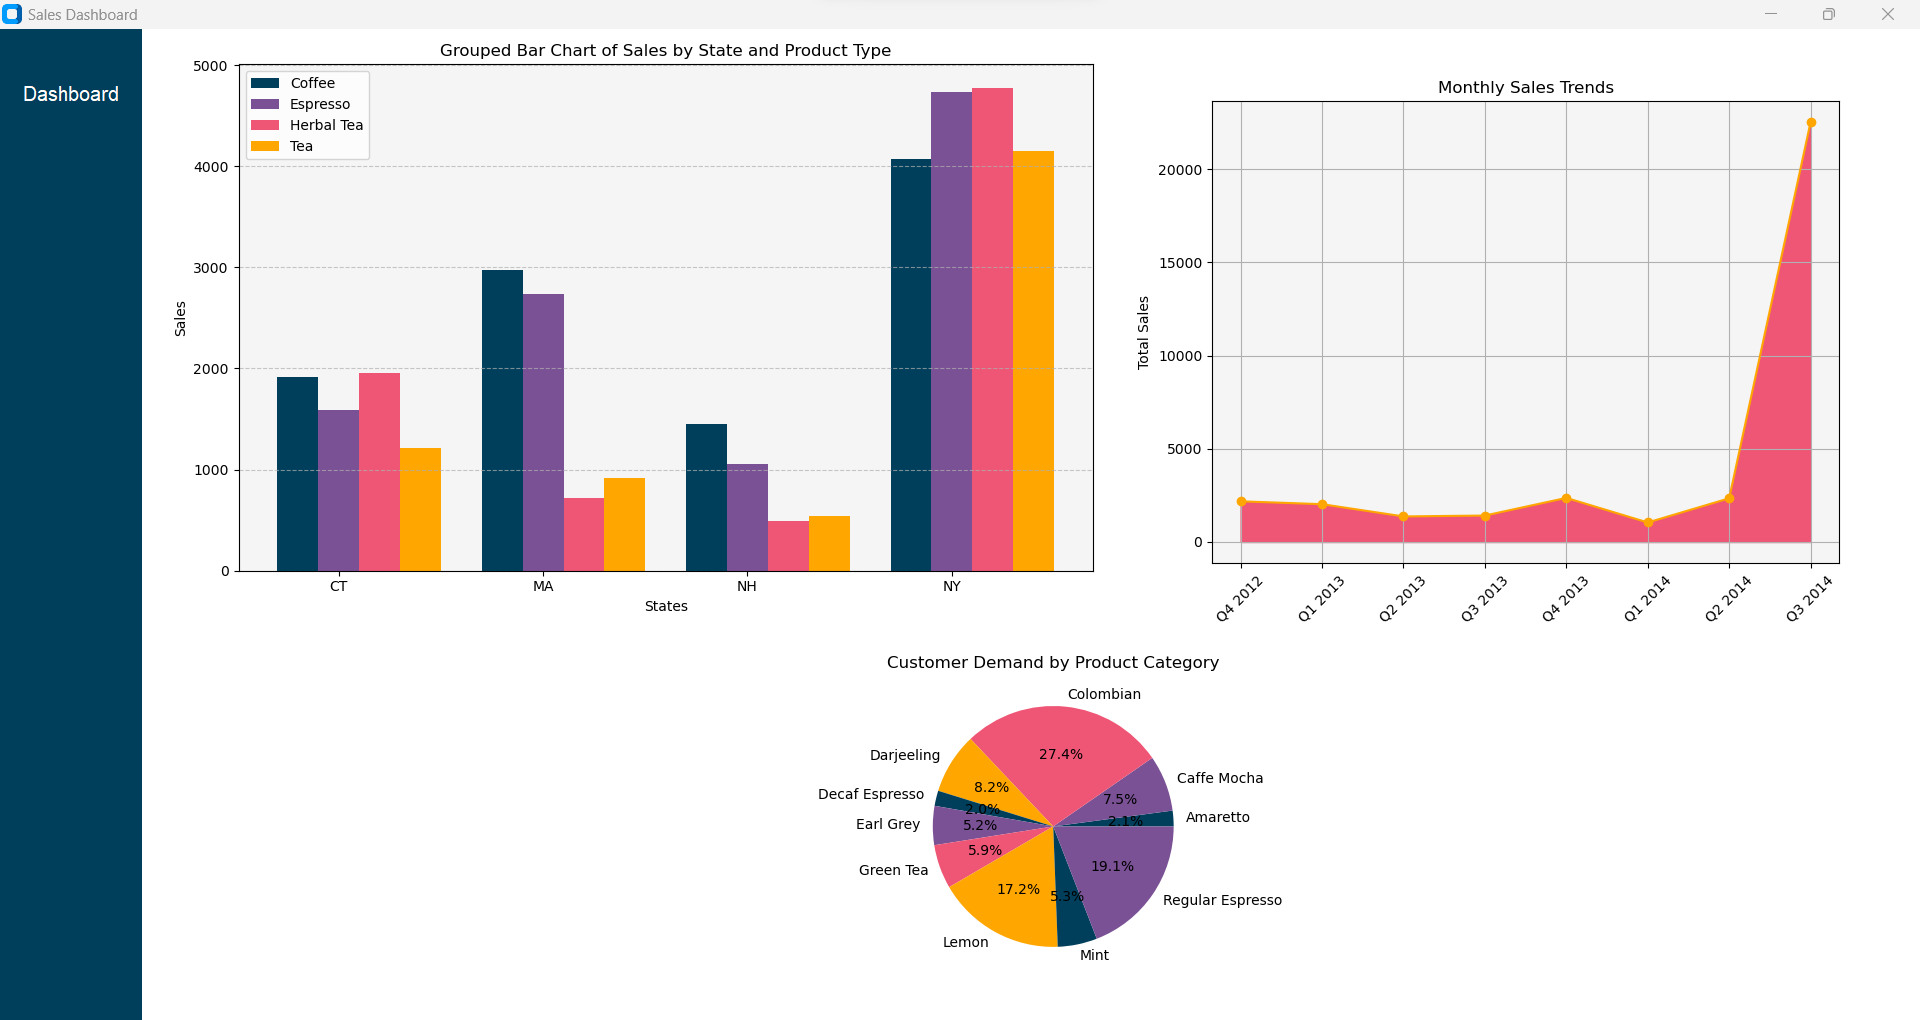 Sales Dashboard
Dashboard
Grouped Bar Chart of Sales by State and Product Type
Coffee
Espresso
Herbal Tea
Tea
5000
4000
3000
2000
1000
0
Sales
CT MA NH NY
States
Monthly Sales Trends
20000
15000
10000
5000
0
Total Sales
Q4 2012
Q1 2013
Q2 2013
Q3 2013
Q4 2013
Q1 2014
Q2 2014
Q3 2014
Customer Demand by Product Category
Colombian
27.4%
Darjeeling
8.2%
Caffe Mocha
7.5%
Decaf Espresso
2.0%
Amaretto
2.1%
Earl Grey
5.2%
Green Tea
5.9%
Regular Espresso
19.1%
Lemon
17.2%
Mint
5.3%